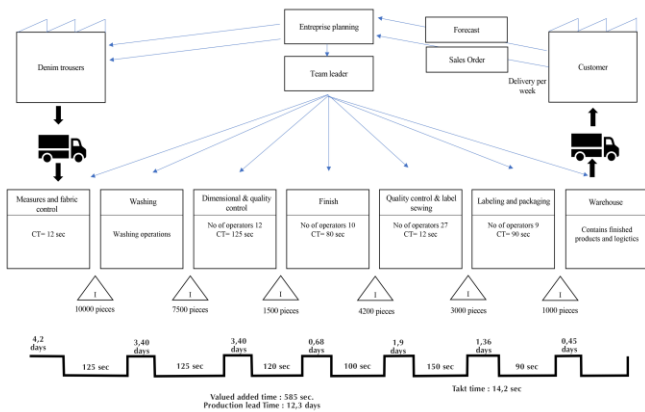 Entreprise planning
Forecast
Denim trousers
Team leader
Sales Order
Customer
Delivery per
week
Measures and fabric
control
CT= 12 sec
Washing
Washing operations
Dimensional & quality
control
No of operators 12
CT= 125 sec
Finish
No of operators 10
CT= 80 sec
Quality control & label
sewing
No of operators 27
CT= 12 sec
Labeling and packaging
No of operators 9
CT= 90 sec
Warehouse
Contains finished
products and logictics
I
I
I
I
I
I
10000 pieces
7500 pieces
1500 pieces
4200 pieces
3000 pieces
1000 pieces
4,2
days
3,40
days
3,40
days
0,68
days
1,9
days
1,36
days
0,45
days
125 sec
125 sec
120 sec
100 sec
150 sec
90 sec
Valued added time : 585 sec.
Production lead Time : 12,3 days
Takt time : 14,2 sec